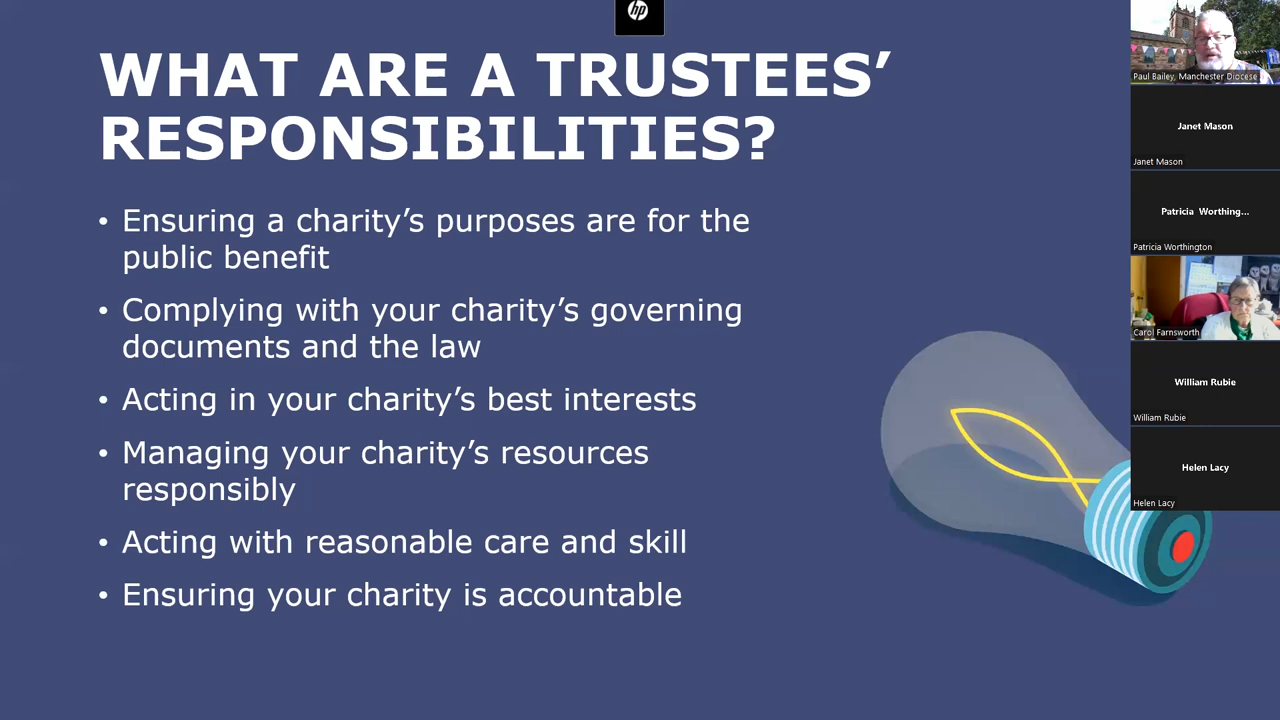 hp
WHAT ARE A TRUSTEES’
RESPONSIBILITIES?
• Ensuring a charity’s purposes are for the
public benefit
• Complying with your charity’s governing
documents and the law
• Acting in your charity’s best interests
• Managing your charity’s resources
responsibly
• Acting with reasonable care and skill
• Ensuring your charity is accountable
Paul Bailey, Manchester Diocese
Janet Mason
Janet Mason
Patricia Worthing...
Patricia Worthington
Carol Farnsworth
William Rubie
William Rubie
Helen Lacy
Helen Lacy